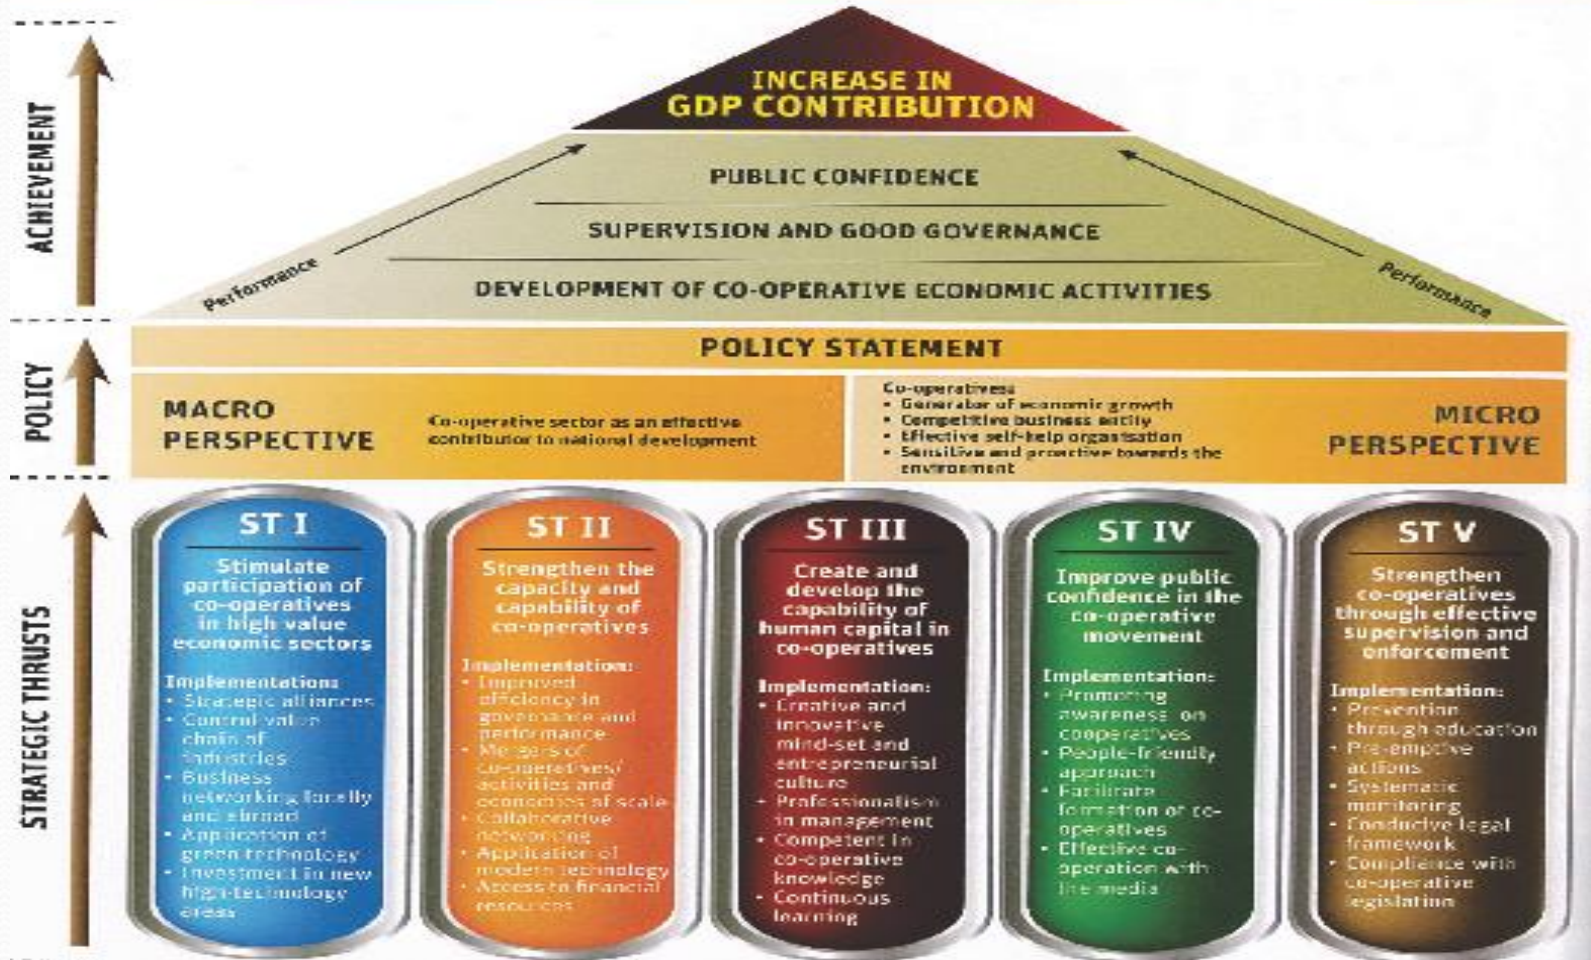 INCREASE IN
GDP CONTRIBUTION
PUBLIC CONFIDENCE
SUPERVISION AND GOOD GOVERNANCE
DEVELOPMENT OF CO-OPERATIVE ECONOMIC ACTIVITIES
Performance
Performance
ACHIEVEMENT
POLICY STATEMENT
POLICY
MACRO
PERSPECTIVE
Co-operative sector as an effective
contributor to national development
Co-operatives:
• Generator of economic growth
• Competitive business entity
• Effective self-help organisation
• Sensitive and proactive towards the
environment
MICRO
PERSPECTIVE
STRATEGIC THRUSTS
ST I
Stimulate
participation of
co-operatives
in high value
economic sectors
Implementation:
• Strategic alliances
• Control value
chain of
industries
• Business
networking locally
and abroad
• Application of
green technology
• Investment in new
high-technology
areas
ST II
Strengthen the
capacity and
capability of
co-operatives
Implementation:
• Improved
efficiency in
governance and
performance
• Mergers of
co-operatives/
activities and
economies of scale
• Collaborative
networking
• Application of
modern technology
• Access to financial
resources
ST III
Create and
develop the
capability of
human capital in
co-operatives
Implementation:
• Creative and
innovative
mind-set and
entrepreneurial
culture
• Professionalism
in management
• Competent in
co-operative
knowledge
• Continuous
learning
ST IV
Improve public
confidence in the
co-operative
movement
Implementation:
• Promoting
awareness on
cooperatives
• People-friendly
approach
• Facilitate
formation of co-
operatives
• Effective co-
operation with
the media
ST V
Strengthen
co-operatives
through effective
supervision and
enforcement
Implementation:
• Prevention
through education
• Pre-emptive
actions
• Systematic
monitoring
• Conducive legal
framework
• Compliance with
co-operative
legislation